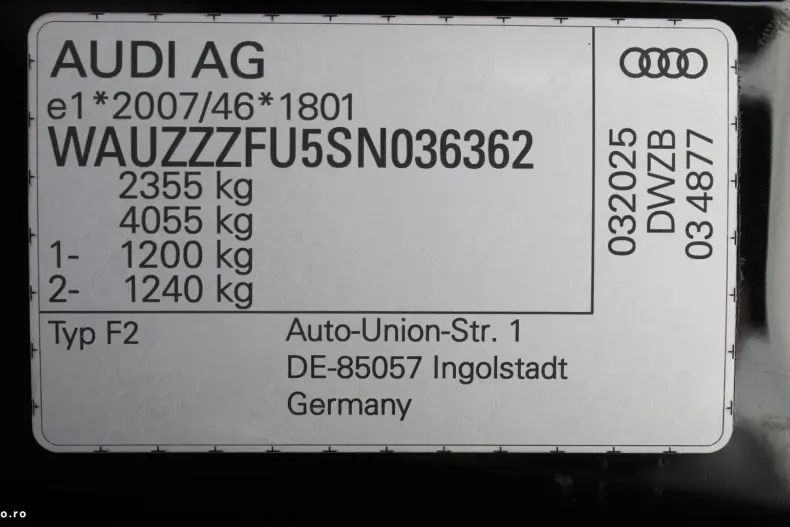 AUDI AG
e1*2007/46*1801
WAUZZZFU5SN036362
2355 kg
4055 kg
1- 1200 kg
2- 1240 kg
Typ F2
Auto-Union-Str. 1
DE-85057 Ingolstadt
Germany
032025
DWZB
03 4877
o.ro